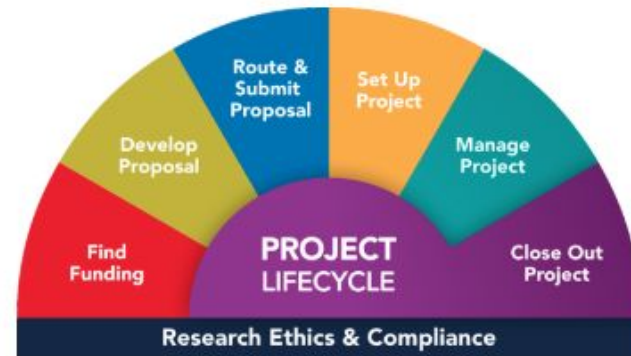 Find
Funding
Develop
Proposal
Route &
Submit
Proposal
Set Up
Project
Manage
Project
Close Out
Project
PROJECT
LIFECYCLE
Research Ethics & Compliance